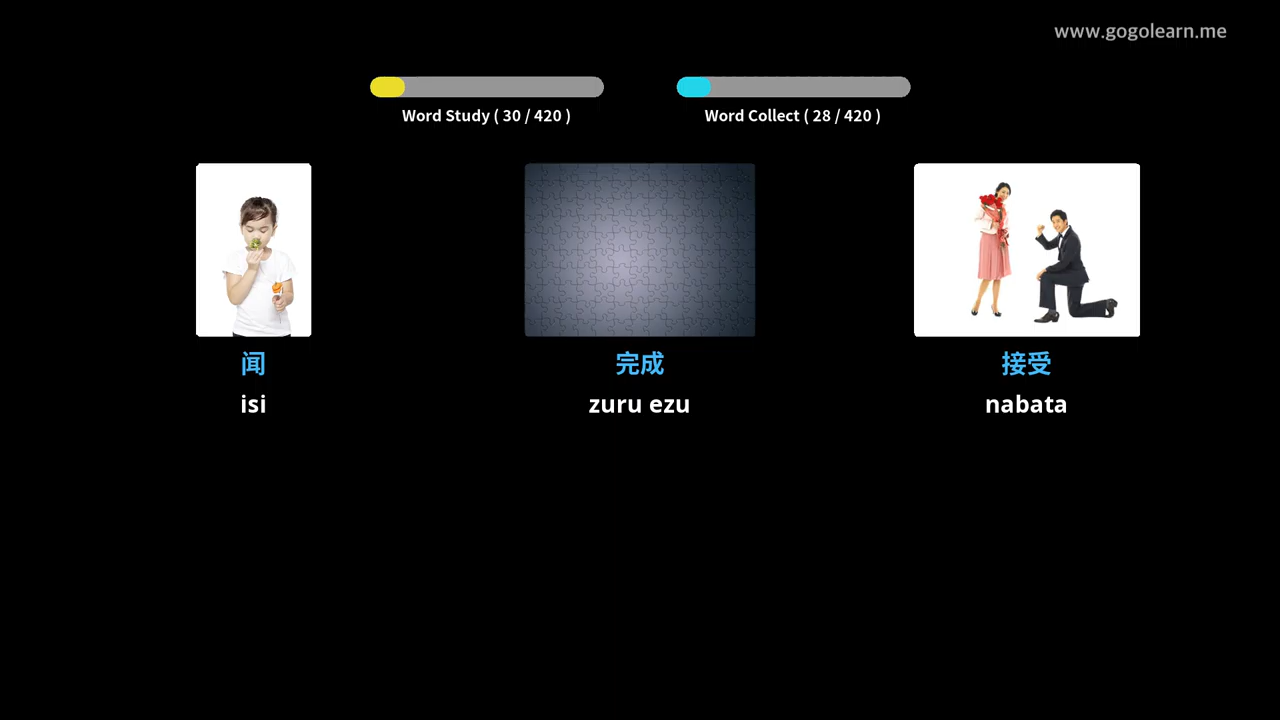 www.gogolearn.me
Word Study ( 30 / 420 )
Word Collect ( 28 / 420 )
闻
完成
接受
isi
zuru ezu
nabata